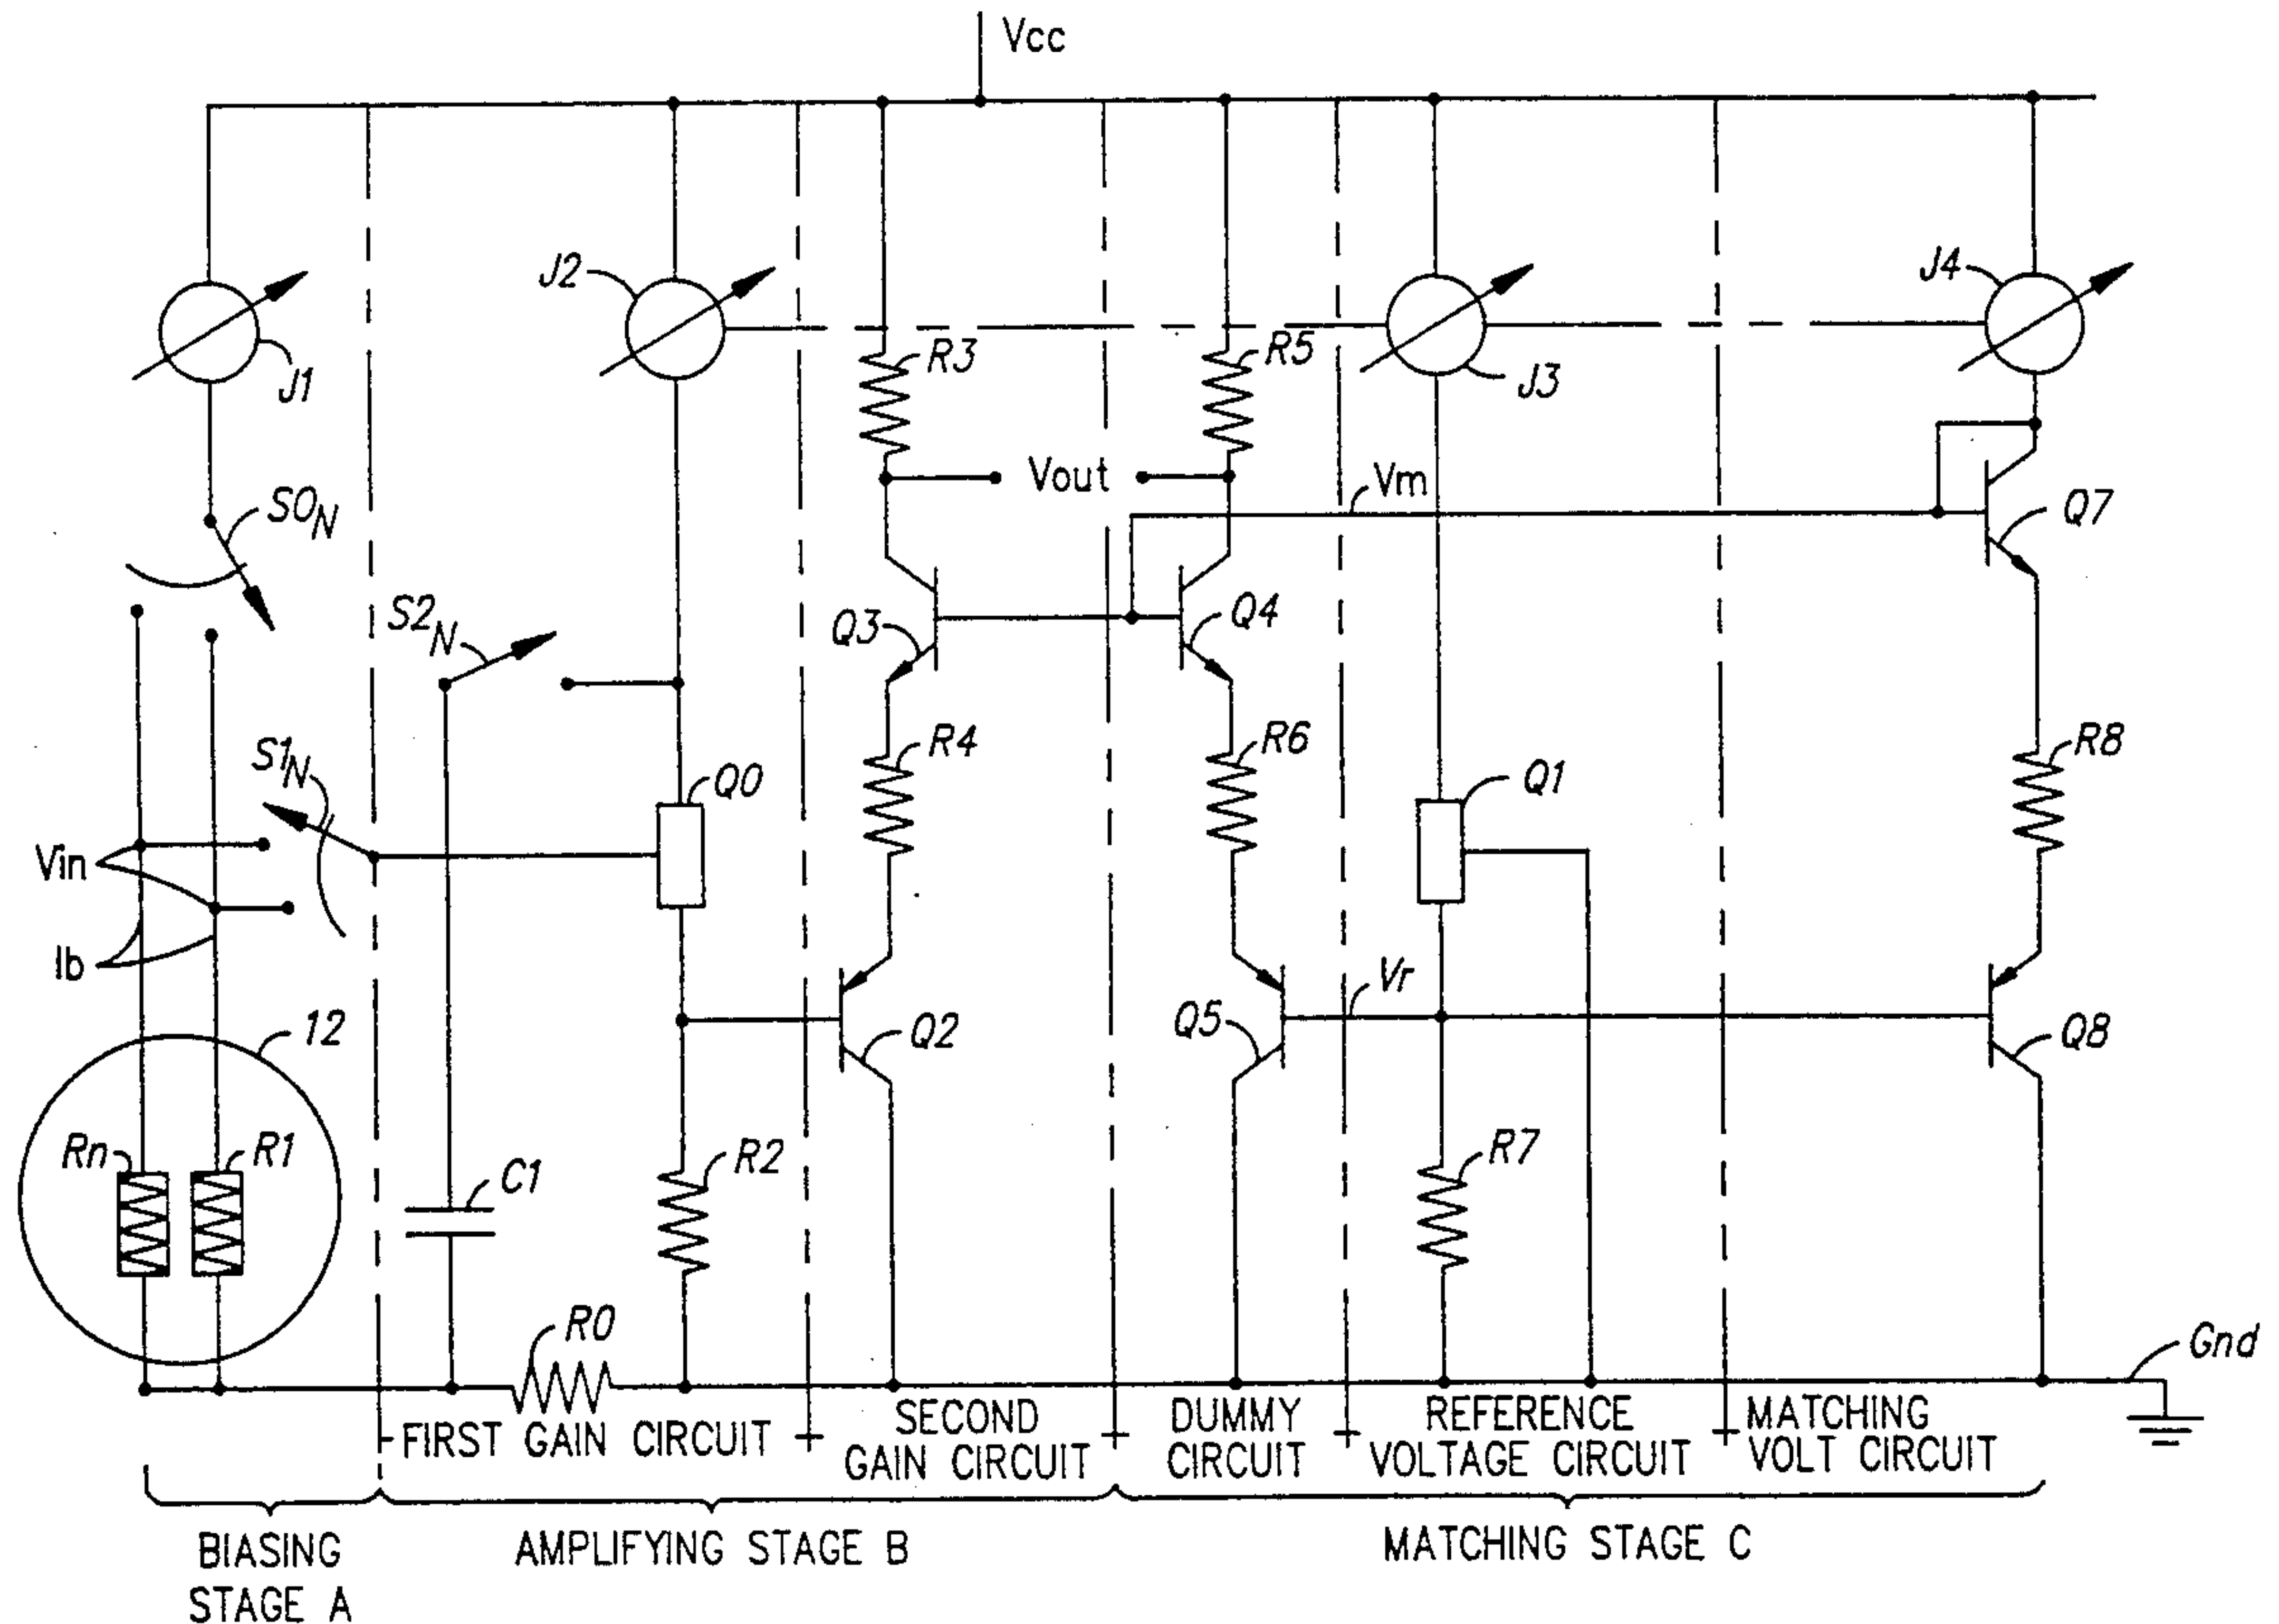 Vcc
J1
J2
J3
J4
R3
R5
Vout
Vm
S0N
Q7
S2N
Q3
Q4
S1N
Q0
R4
R6
Q1
R8
Vin
Ib
12
Q2
Q5
Vr
Q8
Rn
R1
C1
R2
R7
R0
Gnd
FIRST GAIN CIRCUIT
SECOND
GAIN CIRCUIT
DUMMY
CIRCUIT
REFERENCE
VOLTAGE CIRCUIT
MATCHING
VOLT CIRCUIT
BIASING
STAGE A
AMPLIFYING STAGE B
MATCHING STAGE C